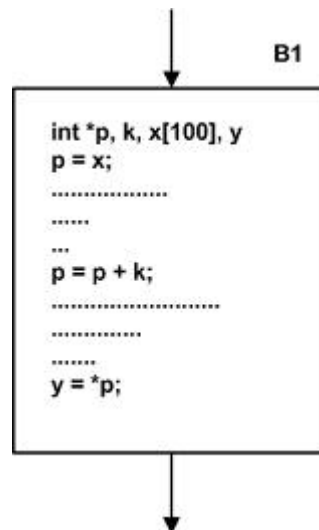 B1
int *p, k, x[100], y
p = x;
..................
......
...
p = p + k;
..........................
..............
.......
y = *p;